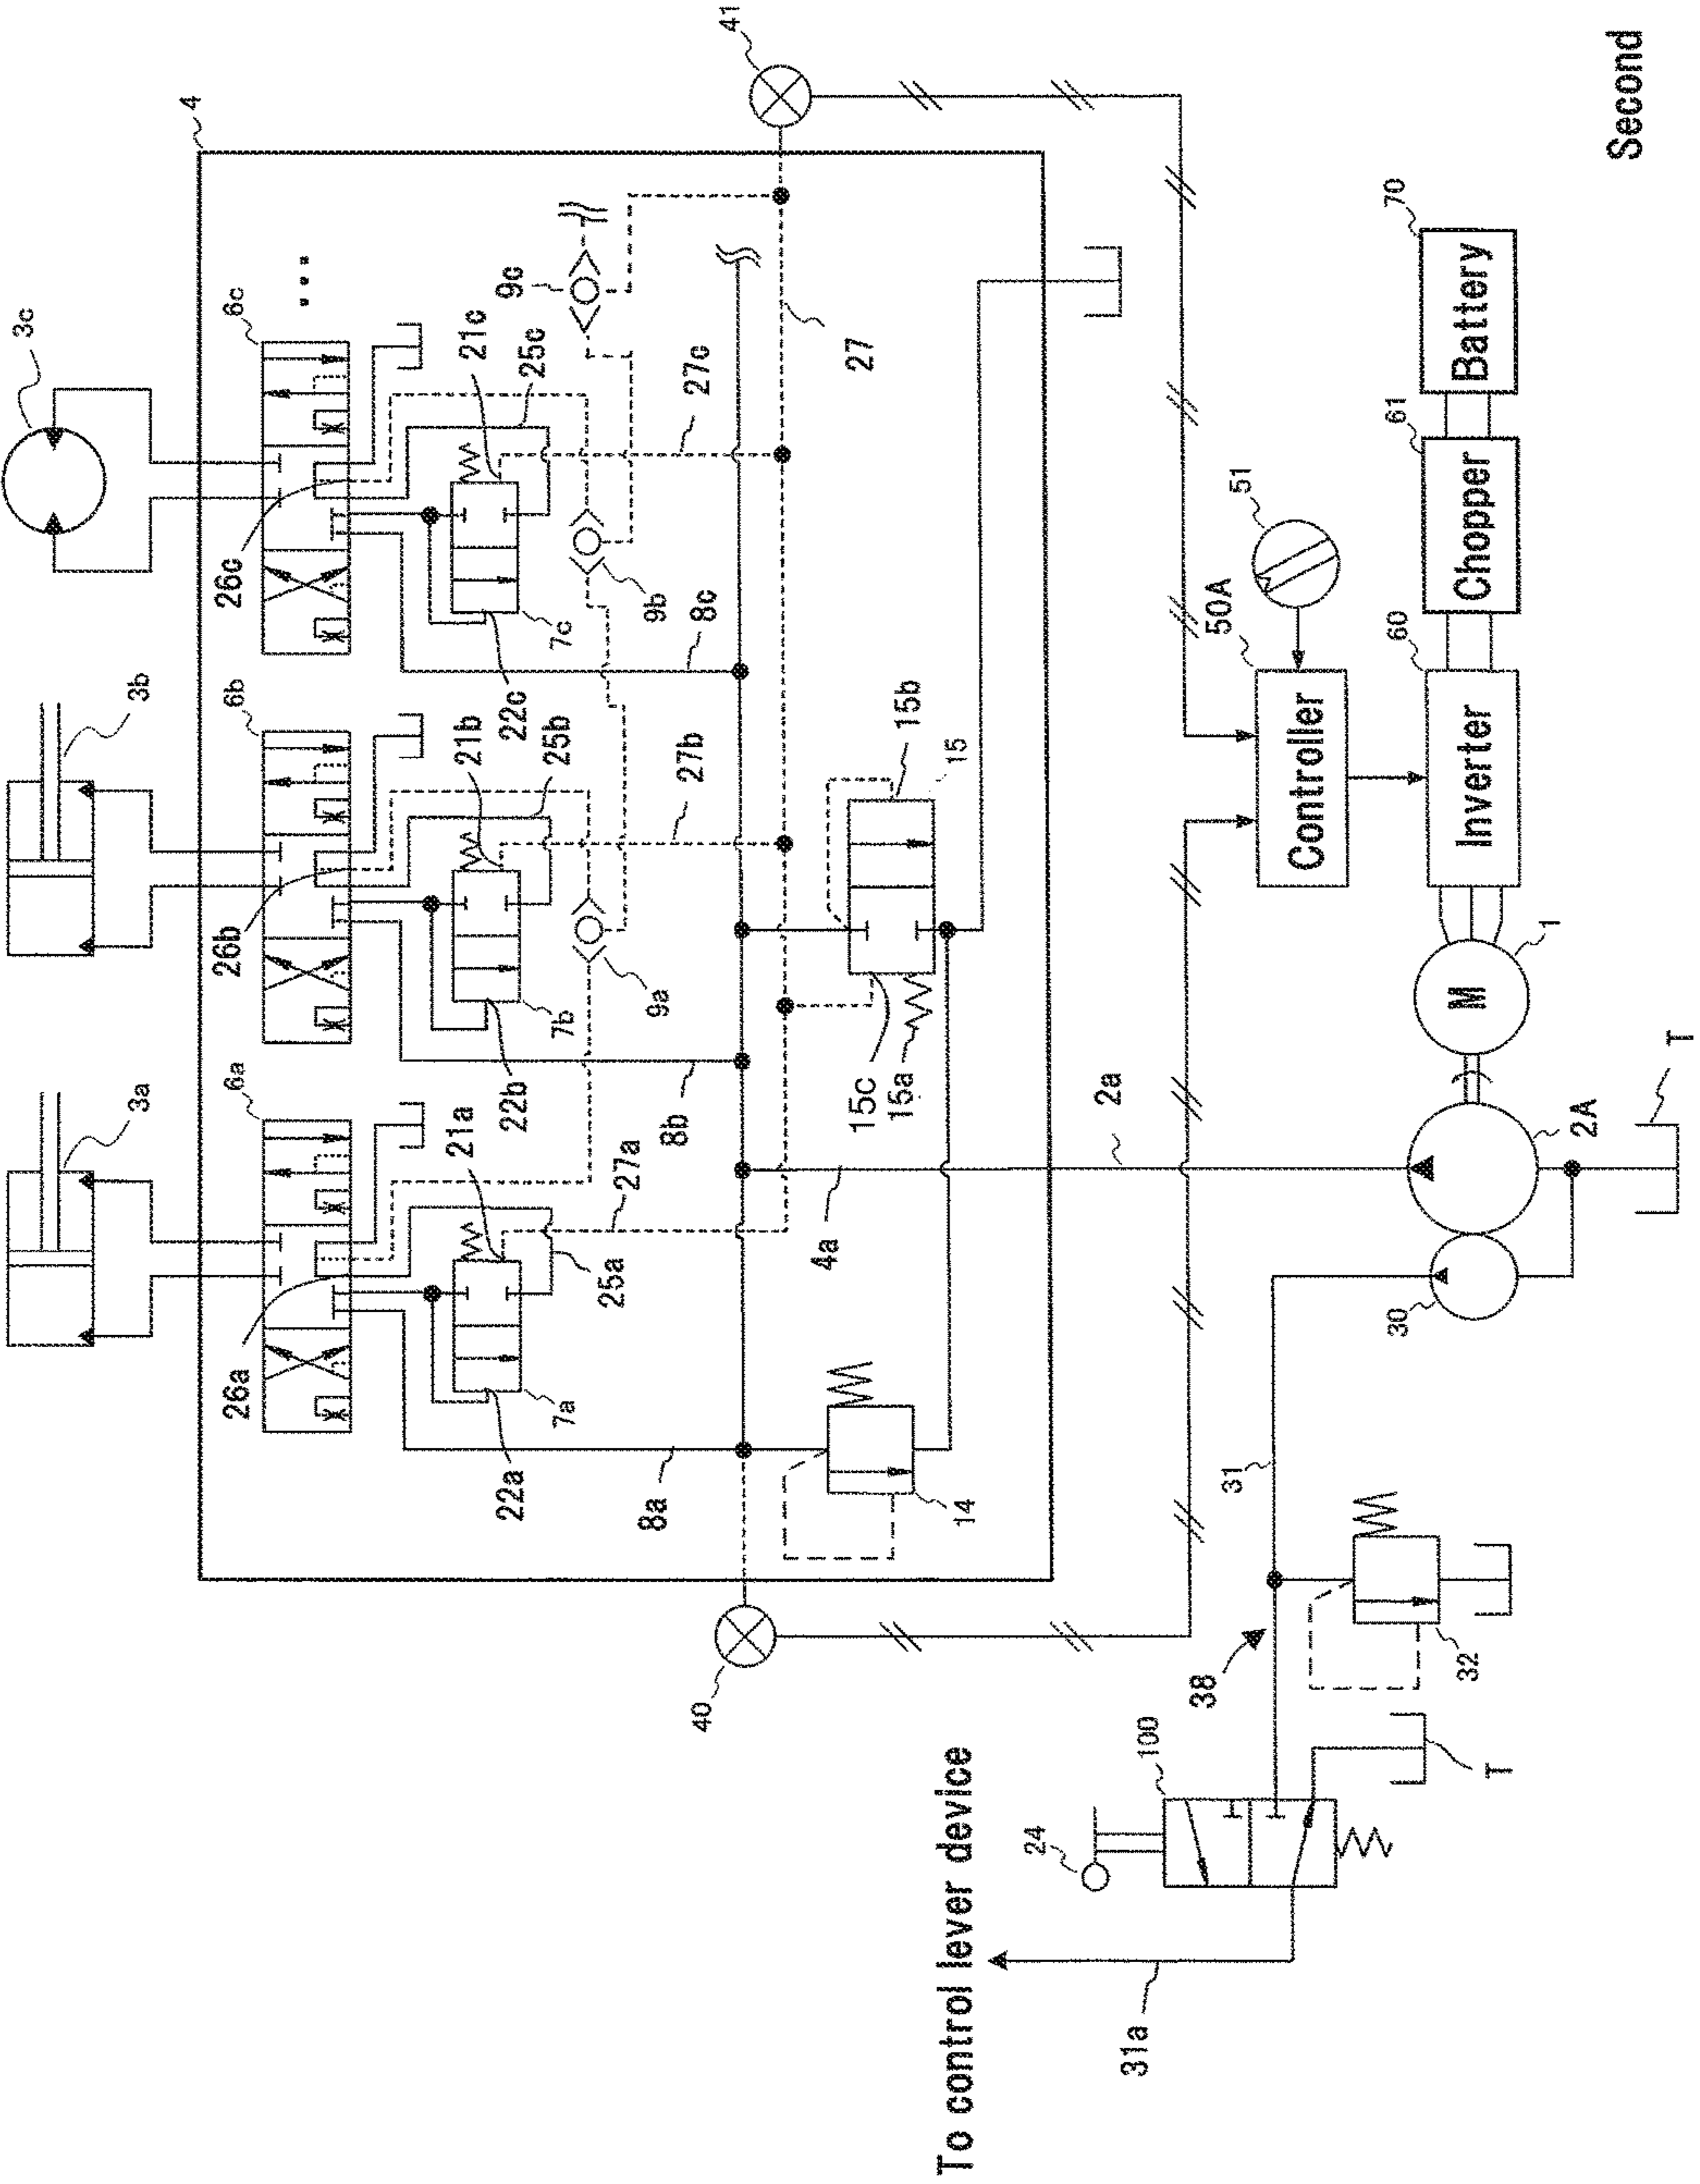 3a
3b
3c
4
6a
6b
6c
26a
26b
26c
21a
21b
21c
22a
22b
22c
25a
25b
25c
7a
7b
7c
9a
9b
9c
27a
27b
27c
27
8a
8b
8c
4a
14
15
15a
15b
15c
40
41
2a
51
50A
Controller
60
Inverter
61
Chopper
70
Battery
M
1
2A
T
30
31
32
38
100
24
T
31a
To control lever device
Second